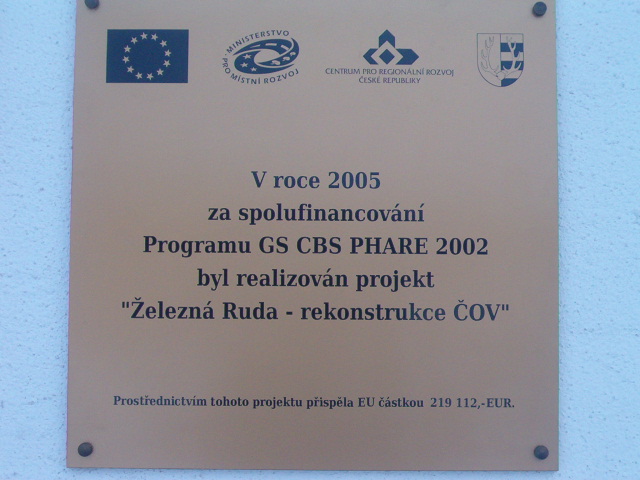 MINISTERSTVO
PRO MÍSTNÍ ROZVOJ
CENTRUM PRO REGIONÁLNÍ ROZVOJ
ČESKÉ REPUBLIKY
V roce 2005
za spolufinancování
Programu GS CBS PHARE 2002
byl realizován projekt
"Železná Ruda - rekonstrukce ČOV"
Prostřednictvím tohoto projektu přispěla EU částkou 219 112,-EUR.